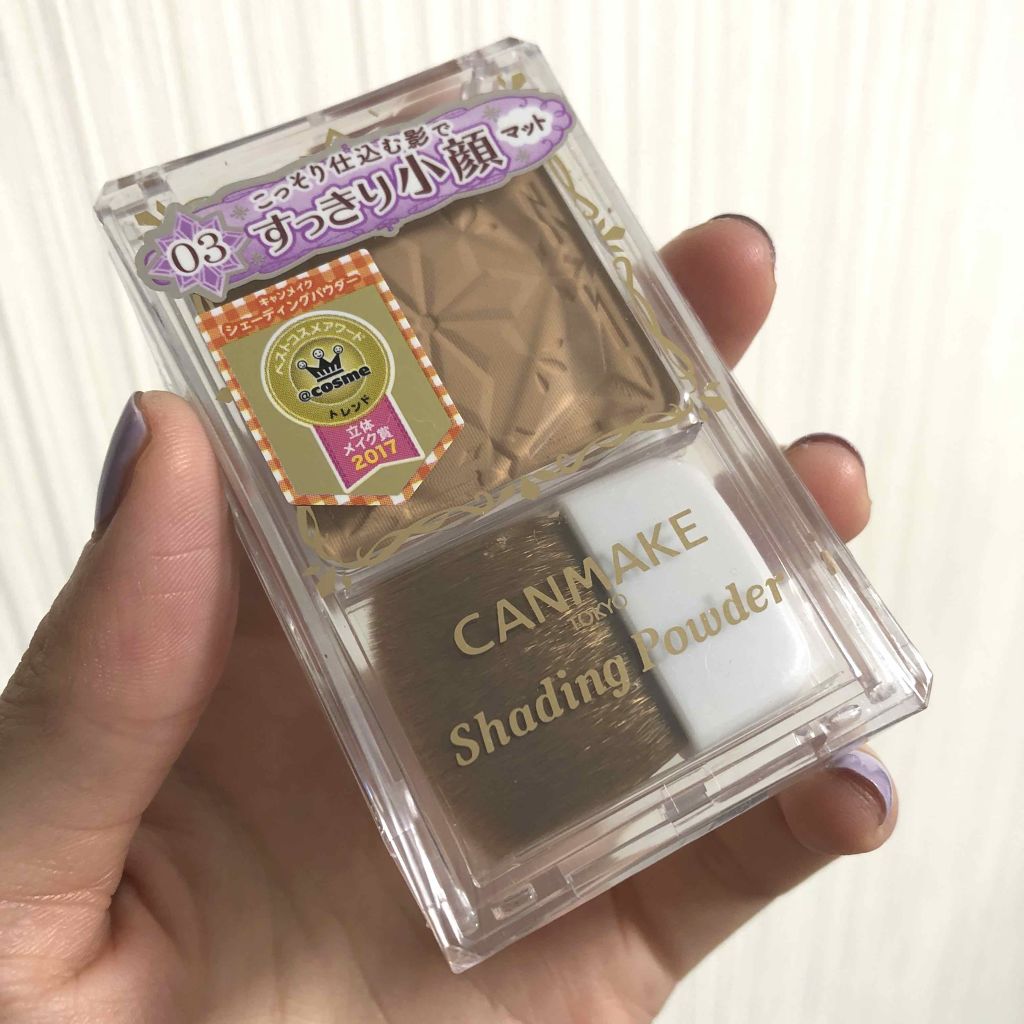 こっそり仕込む影で
すっきり小顔
マット
03
キャンメイク
シェーディングパウダー
ベストコスメアワード
@cosme
トレンド
立体
メイク賞
2017
CANMAKE
TOKYO
Shading Powder